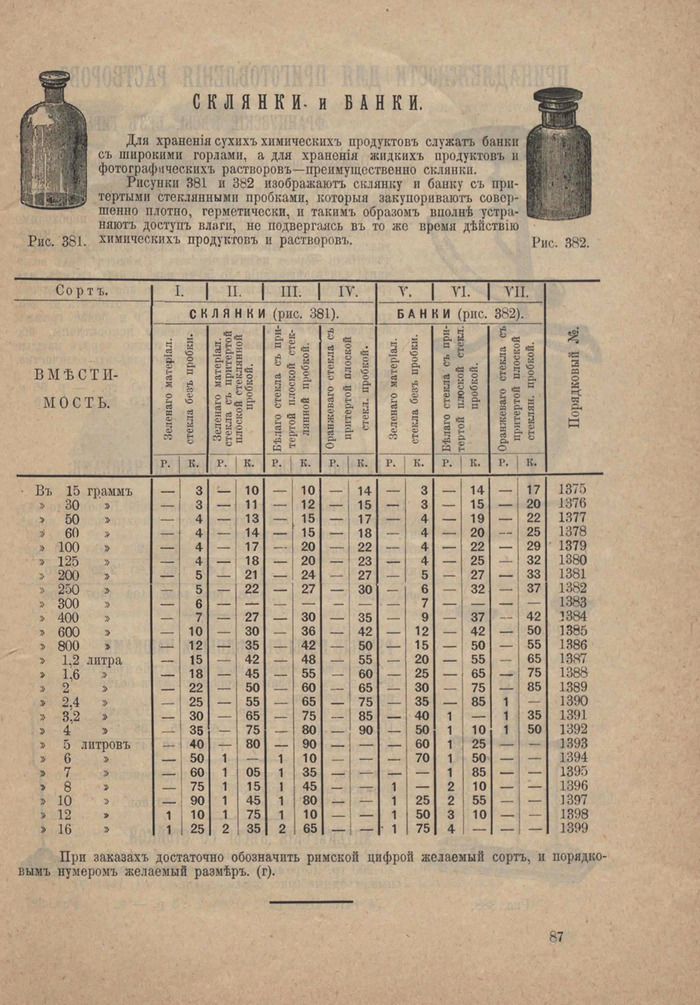 СКЛЯНКИ и БАНКИ.
Для храненія сухихъ химическихъ продуктовъ служатъ банки
съ широкими горлами, а для храненія жидкихъ продуктовъ и
фотографическихъ растворовъ—преимущественно склянки.
Рисунки 381 и 382 изображаютъ склянку и банку съ при-
тертыми стеклянными пробками, которыя закупориваютъ совер-
шенно плотно, герметически, и такимъ образомъ вполнѣ устра-
няютъ доступъ влаги, не подвергаясь въ то же время дѣйствію
химическихъ продуктовъ и растворовъ.
Рис. 381.
Рис. 382.
Сортъ. I. II. III. IV. V. VI. VII.
СКЛЯНКИ (рис. 381). БАНКИ (рис. 382).
ВМѢСТИ-
МОСТЬ.
Зеленаго матеріал.
стекла безъ пробки.
Зеленаго матеріал.
стекла съ притертой
плоской стеклянной
пробкой.
Бѣлаго стекла съ при-
тертой плоской стек-
лянной пробкой.
Оранжеваго стекла съ
притертой плоской
стекл. пробкой.
Зеленаго матеріал.
стекла безъ пробки.
Бѣлаго стекла съ при-
тертой плоской стекл.
пробкой.
Оранжеваго стекла съ
притертой плоской
стеклян. пробкой.
Порядковый №.
Р. К. Р. К. Р. К. Р. К. Р. К. Р. К. Р. К.
Въ 15 граммъ — 3 — 10 — 10 — 14 — 3 — 14 — 17 1375
» 30 » — 3 — 11 — 12 — 15 — 3 — 15 — 20 1376
» 50 » — 4 — 13 — 15 — 17 — 4 — 19 — 22 1377
» 60 » — 4 — 14 — 15 — 18 — 4 — 20 — 25 1378
» 100 » — 4 — 17 — 20 — 22 — 4 — 22 — 29 1379
» 125 » — 4 — 18 — 20 — 23 — 4 — 25 — 32 1380
» 200 » — 5 — 21 — 24 — 27 — 5 — 27 — 33 1381
» 250 » — 5 — 22 — 27 — 30 — 6 — 32 — 37 1382
» 300 » — 6 — — — — — — — 7 — — — — 1383
» 400 » — 7 — 27 — 30 — 35 — 9 — 37 — 42 1384
» 600 » — 10 — 30 — 36 — 42 — 12 — 42 — 50 1385
» 800 » — 12 — 35 — 42 — 50 — 15 — 50 — 55 1386
» 1,2 литра — 15 — 42 — 48 — 55 — 20 — 55 — 65 1387
» 1,6 » — 18 — 45 — 55 — 60 — 25 — 65 — 75 1388
» 2 » — 22 — 50 — 60 — 65 — 30 — 75 — 85 1389
» 2,4 » — 25 — 55 — 65 — 75 — 35 — 85 1 — 1390
» 3,2 » — 30 — 65 — 75 — 85 — 40 1 — 1 35 1391
» 4 » — 35 — 75 — 80 — 90 — 50 1 10 1 50 1392
» 5 литровъ — 40 — 80 — 90 — — — 60 1 25 — — 1393
» 6 » — 50 1 — 1 10 — — — 70 1 50 — — 1394
» 7 » — 60 1 05 1 35 — — — — 1 85 — — 1395
» 8 » — 75 1 15 1 45 — — 1 — 2 10 — — 1396
» 10 » — 90 1 45 1 80 — — 1 25 2 55 — — 1397
» 12 » 1 10 1 75 1 10 — — 1 50 3 10 — — 1398
» 16 » 1 25 2 35 2 65 — — 1 75 4 — — — 1399
При заказахъ достаточно обозначить римской цифрой желаемый сортъ, и порядко-
вымъ нумеромъ желаемый размѣръ. (г).
87